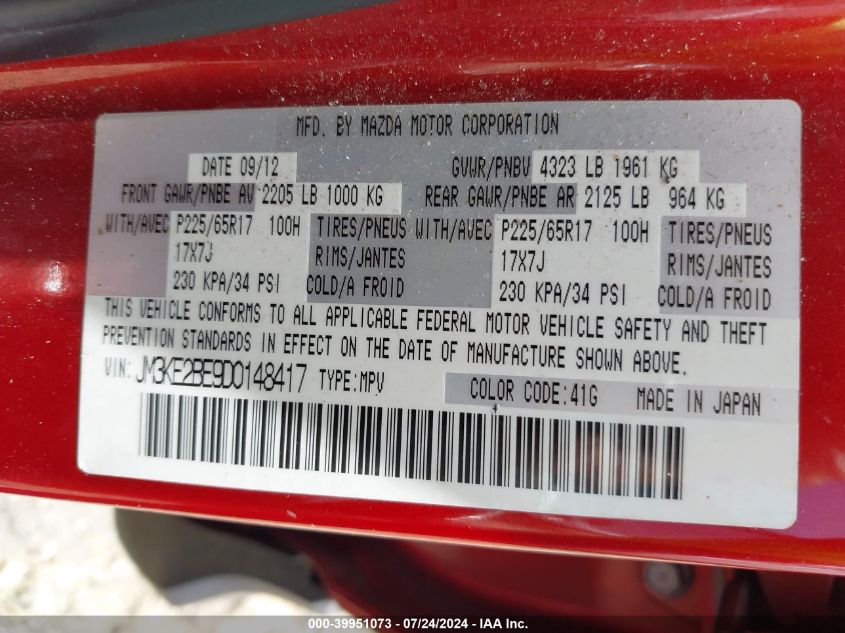 MFD. BY MAZDA MOTOR CORPORATION
DATE 09/12 GVWR/PNBV 4323 LB 1961 KG
FRONT GAWR/PNBE AV 2205 LB 1000 KG REAR GAWR/PNBE AR 2125 LB 964 KG
WITH/AVEC P225/65R17 100H TIRES/PNEUS WITH/AVEC P225/65R17 100H TIRES/PNEUS
17X7J RIMS/JANTES 17X7J RIMS/JANTES
230 KPA/34 PSI COLD/A FROID 230 KPA/34 PSI COLD/A FROID
THIS VEHICLE CONFORMS TO ALL APPLICABLE FEDERAL MOTOR VEHICLE SAFETY AND THEFT
PREVENTION STANDARDS IN EFFECT ON THE DATE OF MANUFACTURE SHOWN ABOVE.
VIN: JM3KE2BE9D0148417 TYPE:MPV COLOR CODE:41G MADE IN JAPAN
000-39951073 / 07/24/2024 - IAA Inc.